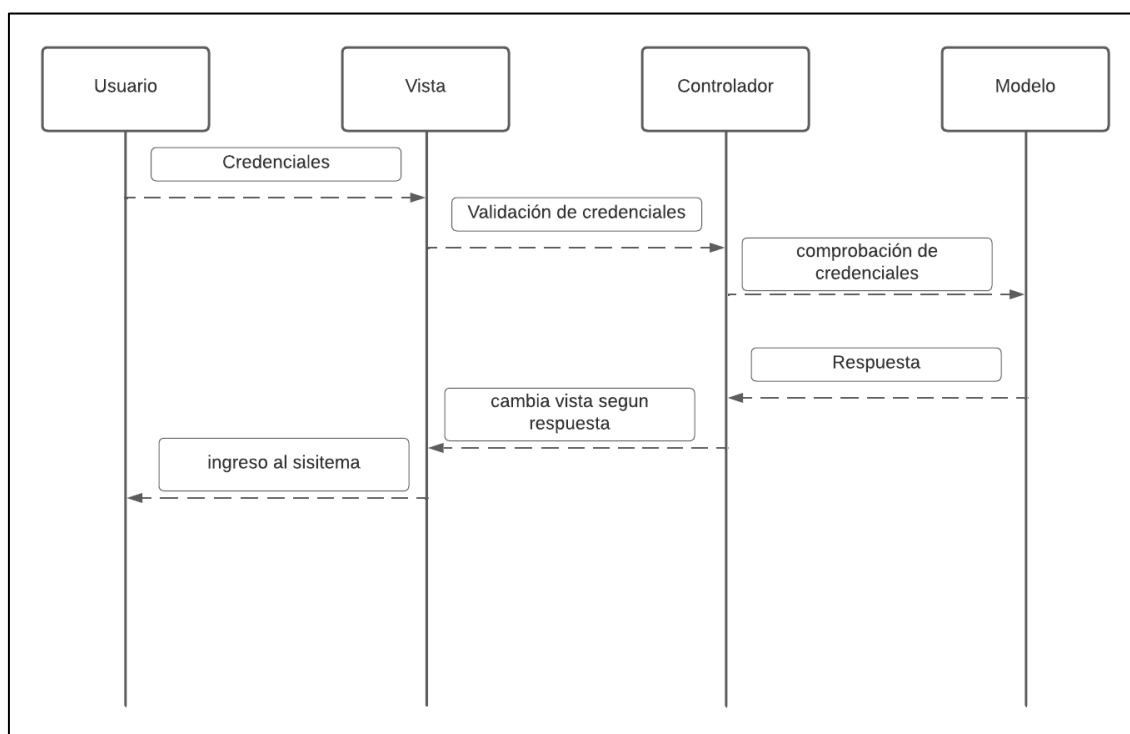 Usuario
Vista
Controlador
Modelo
Credenciales
Validación de credenciales
comprobación de
credenciales
Respuesta
cambia vista segun
respuesta
ingreso al sisitema